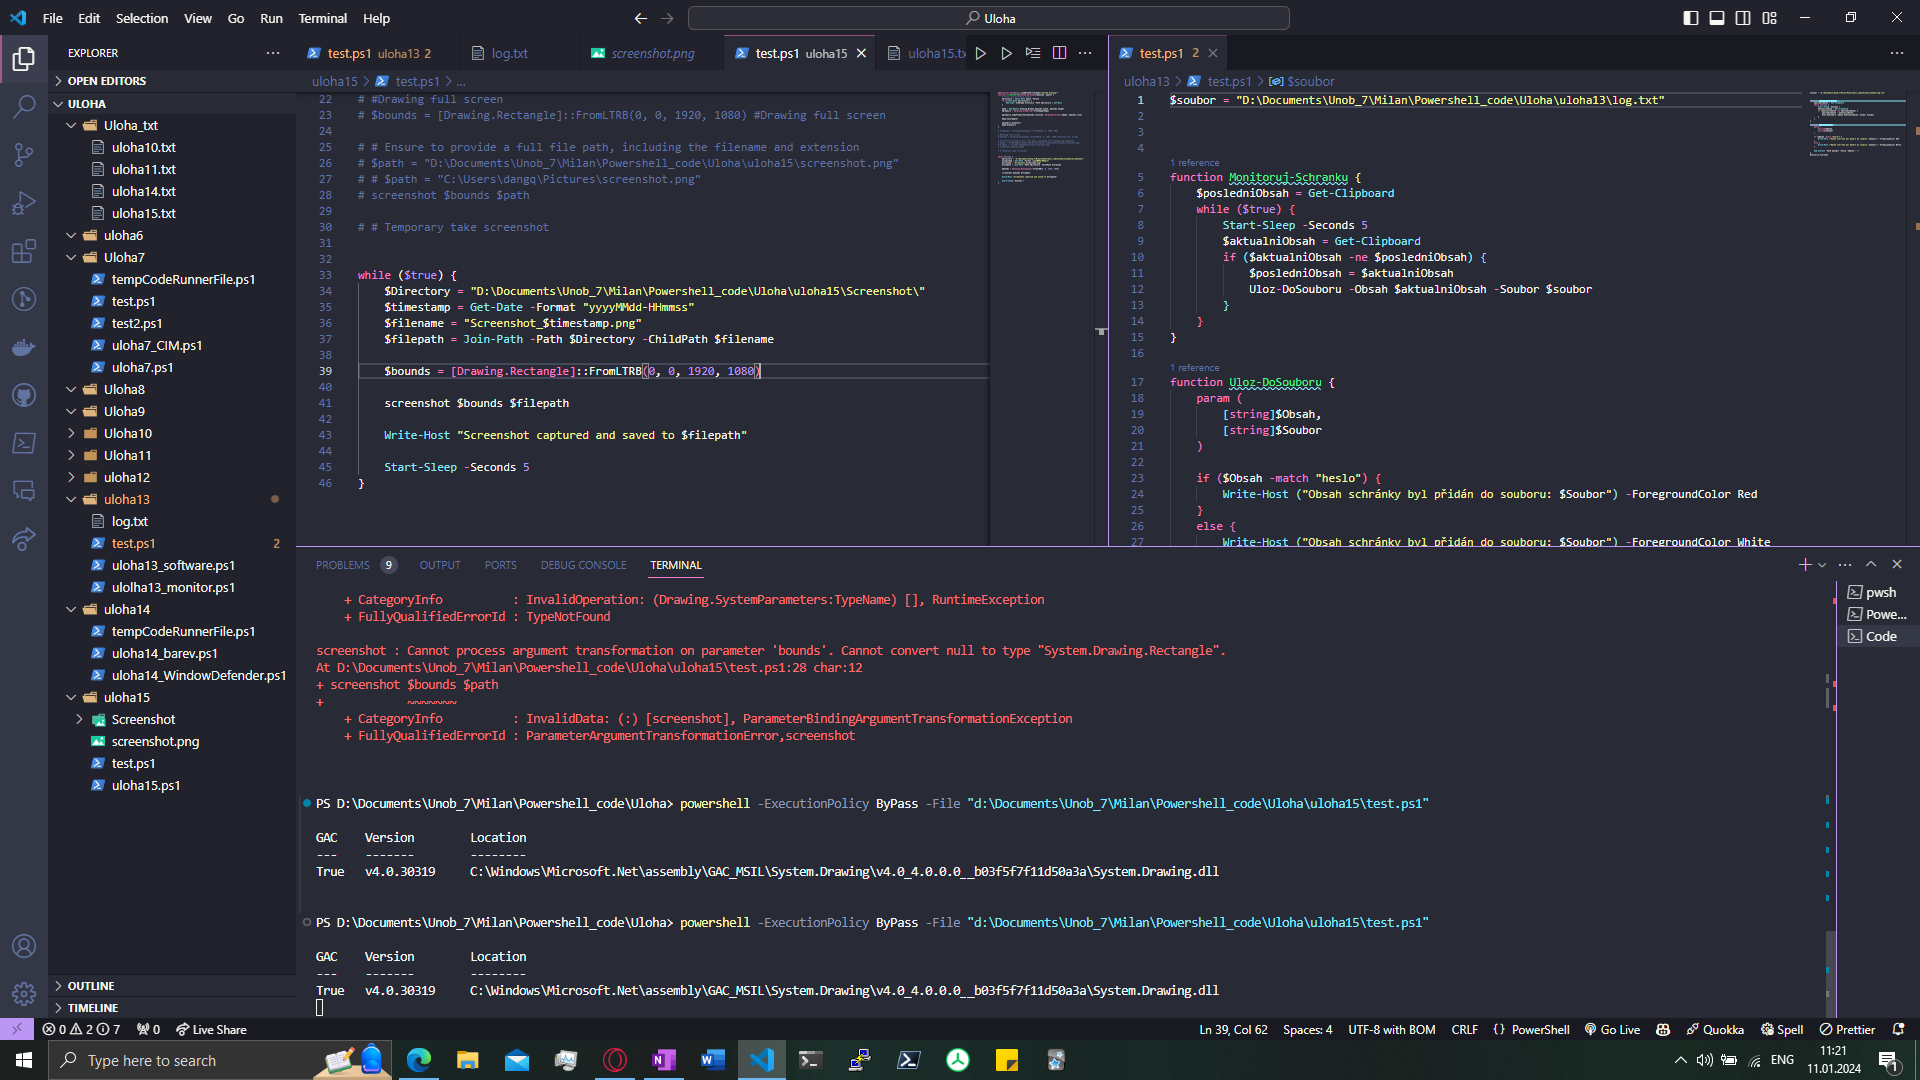 File Edit Selection View Go Run Terminal Help
Uloha
EXPLORER
OPEN EDITORS
ULOHA
Uloha_txt
uloha10.txt
uloha11.txt
uloha14.txt
uloha15.txt
uloha6
Uloha7
tempCodeRunnerFile.ps1
test.ps1
test2.ps1
uloha7_CIM.ps1
uloha7.ps1
Uloha8
Uloha9
Uloha10
Uloha11
uloha12
uloha13
log.txt
test.ps1 2
uloha13_software.ps1
ulolha13_monitor.ps1
uloha14
tempCodeRunnerFile.ps1
uloha14_barev.ps1
uloha14_WindowDefender.ps1
uloha15
Screenshot
screenshot.png
test.ps1
uloha15.ps1
OUTLINE
TIMELINE
test.ps1 uloha13 2
log.txt
screenshot.png
test.ps1 uloha15
uloha15.tx
uloha15 > test.ps1 > ...
22 # #Drawing full screen
23 # $bounds = [Drawing.Rectangle]::FromLTRB(0, 0, 1920, 1080) #Drawing full screen
24
25 # # Ensure to provide a full file path, including the filename and extension
26 # $path = "D:\Documents\Unob_7\Milan\Powershell_code\Uloha\uloha15\screenshot.png"
27 # # $path = "C:\Users\dangq\Pictures\screenshot.png"
28 # screenshot $bounds $path
29
30 # # Temporary take screenshot
31
32
33 while ($true) {
34 $Directory = "D:\Documents\Unob_7\Milan\Powershell_code\Uloha\uloha15\Screenshot\"
35 $timestamp = Get-Date -Format "yyyyMMdd-HHmmss"
36 $filename = "Screenshot_$timestamp.png"
37 $filepath = Join-Path -Path $Directory -ChildPath $filename
38
39 $bounds = [Drawing.Rectangle]::FromLTRB(0, 0, 1920, 1080)
40
41 screenshot $bounds $filepath
42
43 Write-Host "Screenshot captured and saved to $filepath"
44
45 Start-Sleep -Seconds 5
46 }
test.ps1 2
uloha13 > test.ps1 > $soubor
1 $soubor = "D:\Documents\Unob_7\Milan\Powershell_code\Uloha\uloha13\log.txt"
2
3
4
1 reference
5 function Monitoruj-Schranku {
6 $posledniObsah = Get-Clipboard
7 while ($true) {
8 Start-Sleep -Seconds 5
9 $aktualniObsah = Get-Clipboard
10 if ($aktualniObsah -ne $posledniObsah) {
11 $posledniObsah = $aktualniObsah
12 Uloz-DoSouboru -Obsah $aktualniObsah -Soubor $soubor
13 }
14 }
15 }
16
1 reference
17 function Uloz-DoSouboru {
18 param (
19 [string]$Obsah,
20 [string]$Soubor
21 )
22
23 if ($Obsah -match "heslo") {
24 Write-Host ("Obsah schránky byl přidán do souboru: $Soubor") -ForegroundColor Red
25 }
26 else {
27 Write-Host ("Obsah schránky byl přidán do souboru: $Soubor") -ForegroundColor White
PROBLEMS 9 OUTPUT PORTS DEBUG CONSOLE TERMINAL
+ CategoryInfo : InvalidOperation: (Drawing.SystemParameters:TypeName) [], RuntimeException
+ FullyQualifiedErrorId : TypeNotFound
screenshot : Cannot process argument transformation on parameter 'bounds'. Cannot convert null to type "System.Drawing.Rectangle".
At D:\Documents\Unob_7\Milan\Powershell_code\Uloha\uloha15\test.ps1:28 char:12
+ screenshot $bounds $path
+ ~~~~~~~
+ CategoryInfo : InvalidData: (:) [screenshot], ParameterBindingArgumentTransformationException
+ FullyQualifiedErrorId : ParameterArgumentTransformationError,screenshot
PS D:\Documents\Unob_7\Milan\Powershell_code\Uloha> powershell -ExecutionPolicy ByPass -File "d:\Documents\Unob_7\Milan\Powershell_code\Uloha\uloha15\test.ps1"
GAC Version Location
--- ------- --------
True v4.0.30319 C:\Windows\Microsoft.Net\assembly\GAC_MSIL\System.Drawing\v4.0_4.0.0.0__b03f5f7f11d50a3a\System.Drawing.dll
PS D:\Documents\Unob_7\Milan\Powershell_code\Uloha> powershell -ExecutionPolicy ByPass -File "d:\Documents\Unob_7\Milan\Powershell_code\Uloha\uloha15\test.ps1"
GAC Version Location
--- ------- --------
True v4.0.30319 C:\Windows\Microsoft.Net\assembly\GAC_MSIL\System.Drawing\v4.0_4.0.0.0__b03f5f7f11d50a3a\System.Drawing.dll
pwsh
Powe...
Code
0 2 7 0 Live Share
Ln 39, Col 62 Spaces: 4 UTF-8 with BOM CRLF {} PowerShell Go Live Quokka Spell Prettier
Type here to search
ENG
11:21
11.01.2024
1